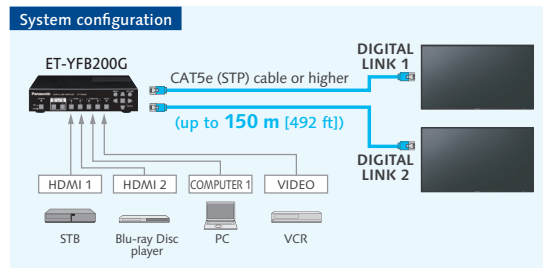 System configuration
ET-YFB200G
DIGITAL
LINK 1
CAT5e (STP) cable or higher
(up to 150 m [492 ft])
DIGITAL
LINK 2
HDMI 1
HDMI 2
COMPUTER 1
VIDEO
STB
Blu-ray Disc
player
PC
VCR
Panasonic